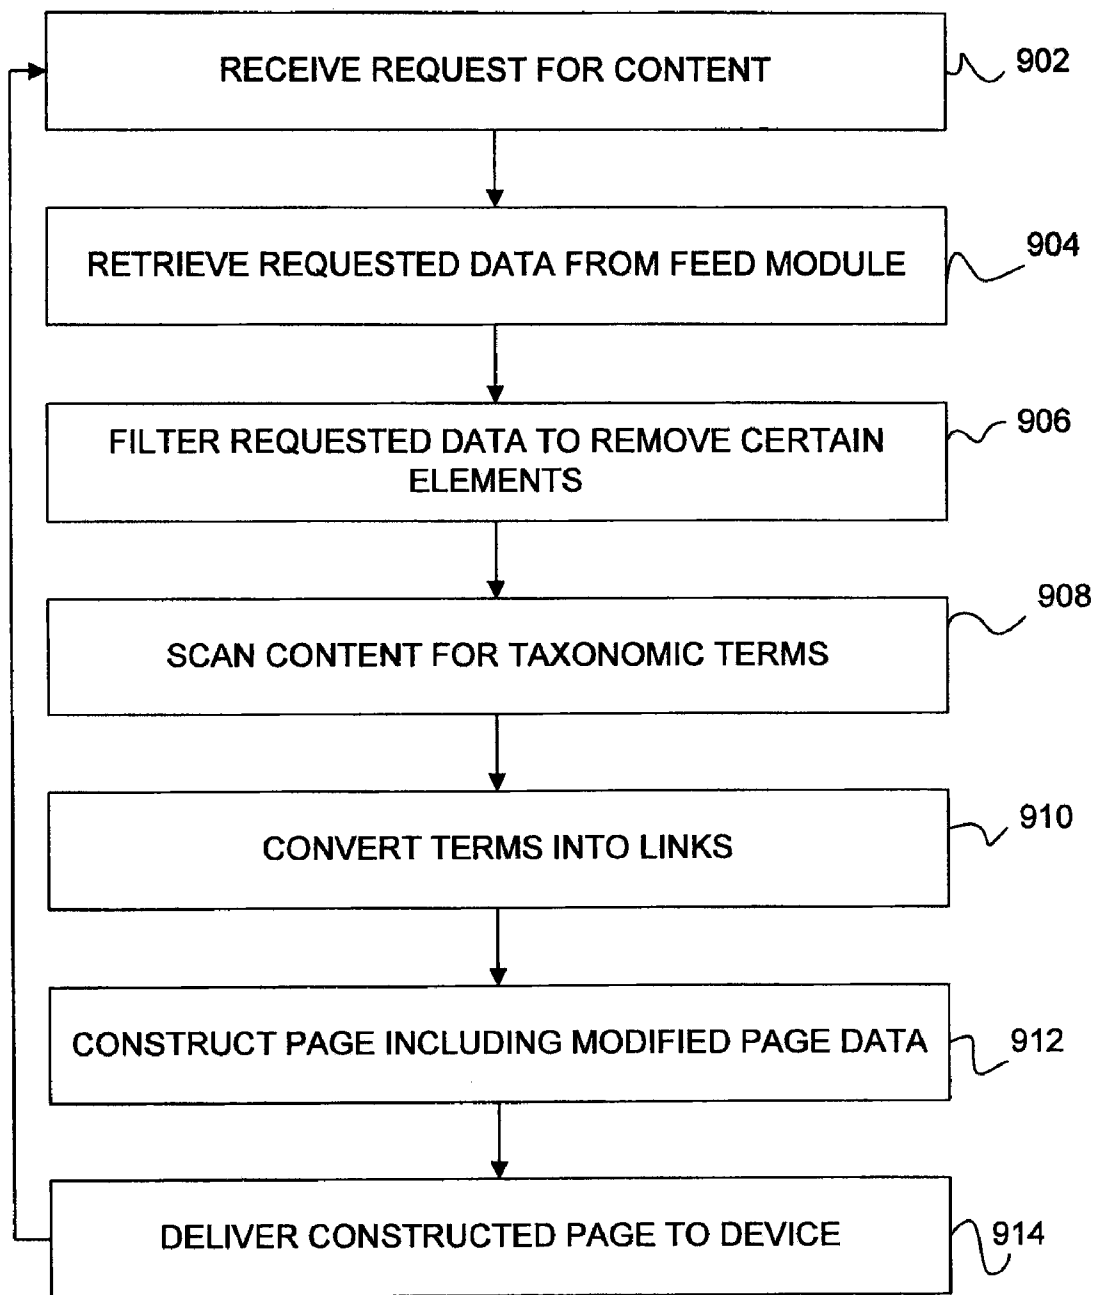 RECEIVE REQUEST FOR CONTENT
902
RETRIEVE REQUESTED DATA FROM FEED MODULE
904
FILTER REQUESTED DATA TO REMOVE CERTAIN
ELEMENTS
906
SCAN CONTENT FOR TAXONOMIC TERMS
908
CONVERT TERMS INTO LINKS
910
CONSTRUCT PAGE INCLUDING MODIFIED PAGE DATA
912
DELIVER CONSTRUCTED PAGE TO DEVICE
914